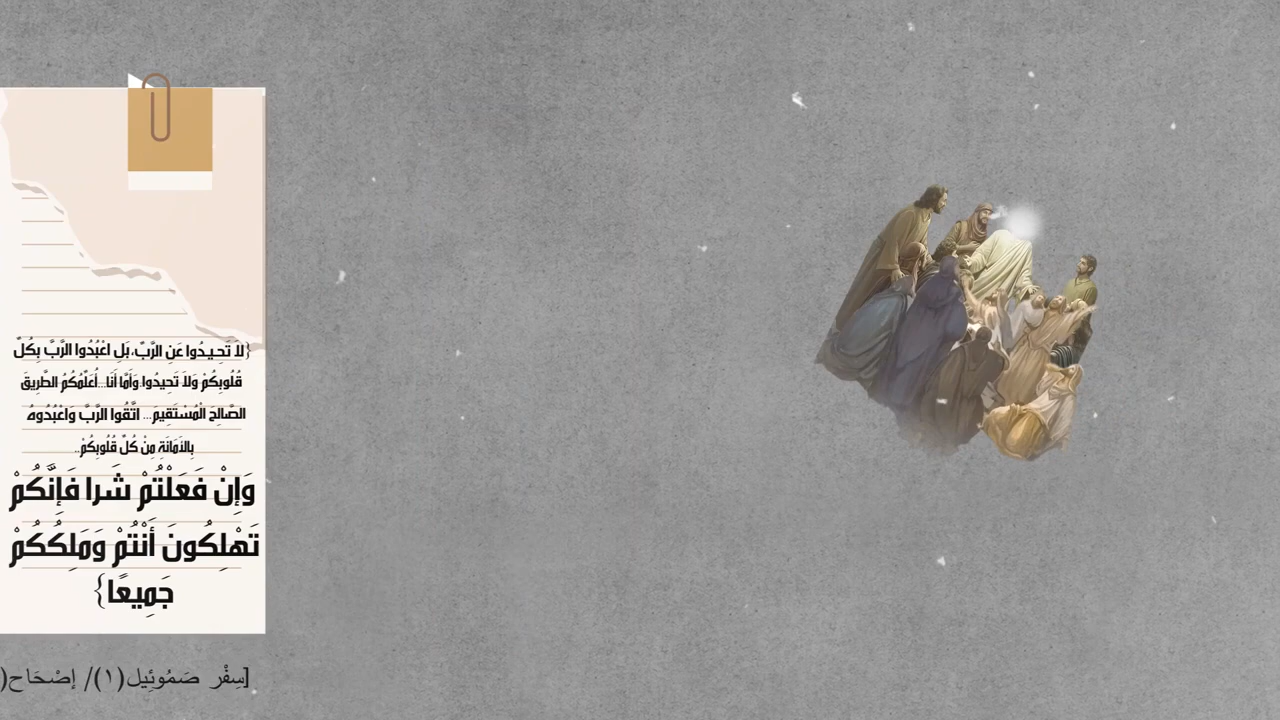 {لاَ تَحِيدُوا عَنِ الرَّبِّ، بَلِ اعْبُدُوا الرَّبَّ بِكُلِّ
قُلُوبِكُمْ وَلاَ تَحِيدُوا. وَأَمَّا أَنَا...أُعَلِّمُكُمُ الطَّرِيقَ
الصَّالِحَ الْمُسْتَقِيمَ... اتَّقُوا الرَّبَّ وَاعْبُدُوهُ
بِالأَمَانَةِ مِنْ كُلِّ قُلُوبِكُمْ..
وَإِنْ فَعَلْتُمْ شَرا فَإِنَّكُمْ
تَهْلِكُونَ أَنْتُمْ وَمَلِكُكُمْ
جَمِيعًا}
[سِفْر صَمُوئِيل(١)/ إصْحَاح(